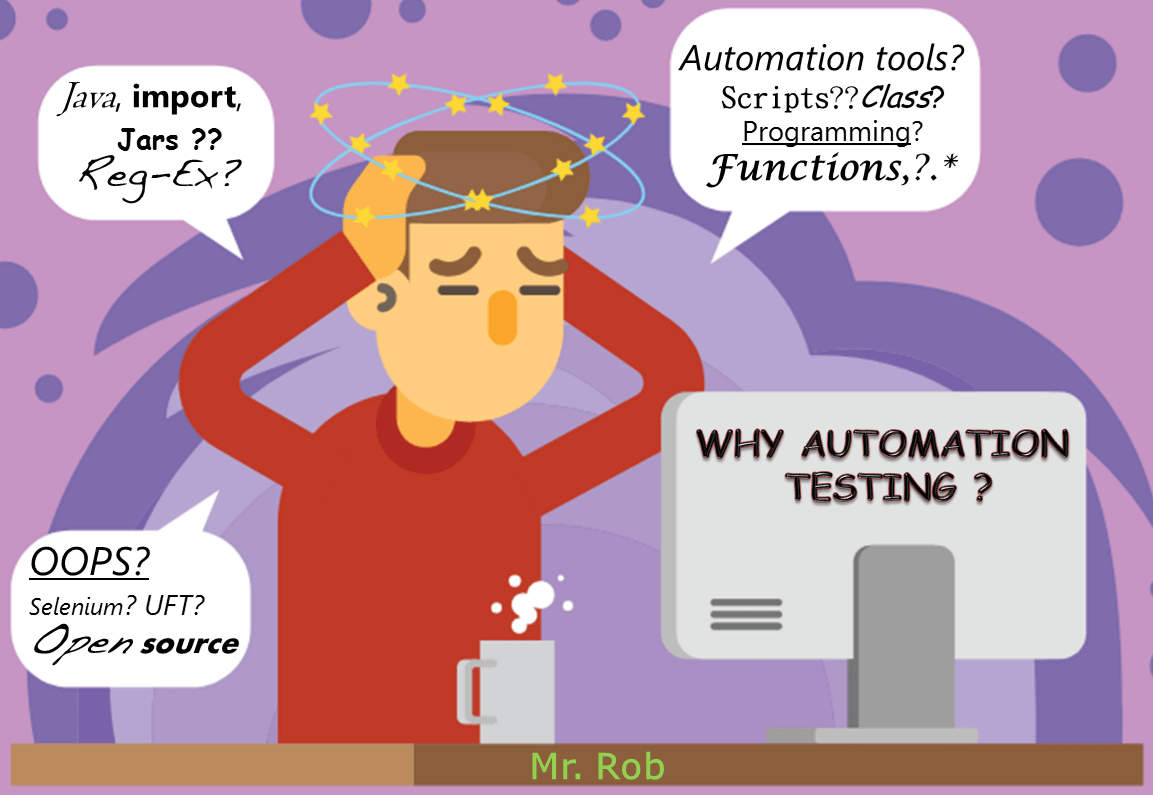 Java, import,
Jars ??
Reg-Ex?
Automation tools?
Scripts??Class?
Programming?
Functions,?.*
WHY AUTOMATION
TESTING ?
OOPS?
Selenium? UFT?
Open source
Mr. Rob